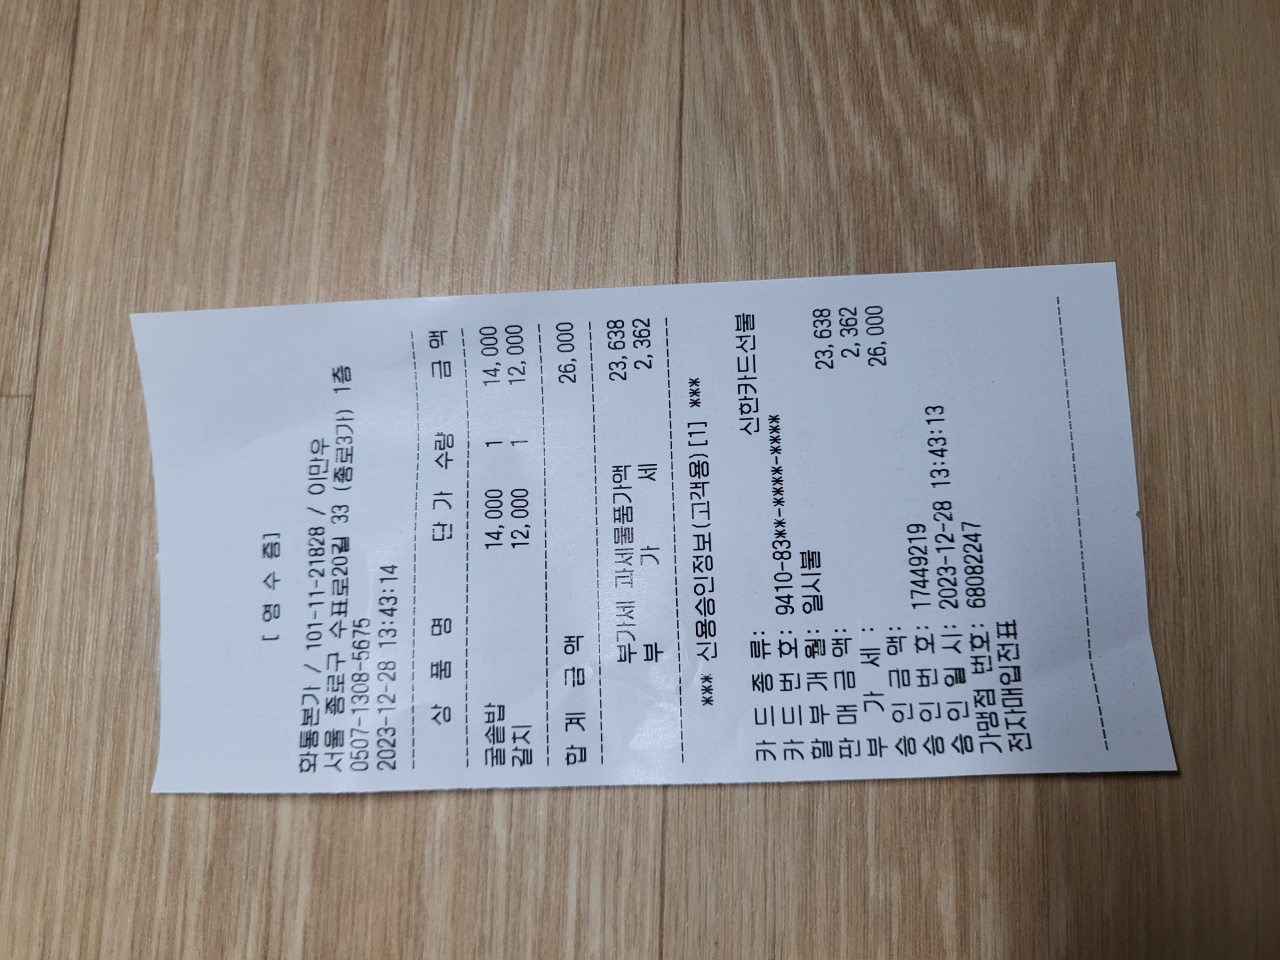 [ 영 수 증]
화통본가 / 101-11-21828 / 이만우
서울 종로구 수표로20길 33 (종로3가) 1층
0507-1308-5675
2023-12-28 13:43:14
상 품 명 단 가 수량 금 액
굴솥밥 14,000 1 14,000
갈치 12,000 1 12,000
합 계 금 액 26,000
부가세 과세물품가액 23,638
부 가 세 2,362
*** 신용승인정보(고객용)[1] ***
카 드 종 류: 신한카드선불
카 드 번 호: 9410-83**-****-****
할 부 개 월: 일시불
판 매 금 액: 23,638
부 가 세: 2,362
승 인 금 액: 26,000
승 인 번 호: 17449219
승 인 일 시: 2023-12-28 13:43:13
가맹점 번호: 68082247
전자매입전표